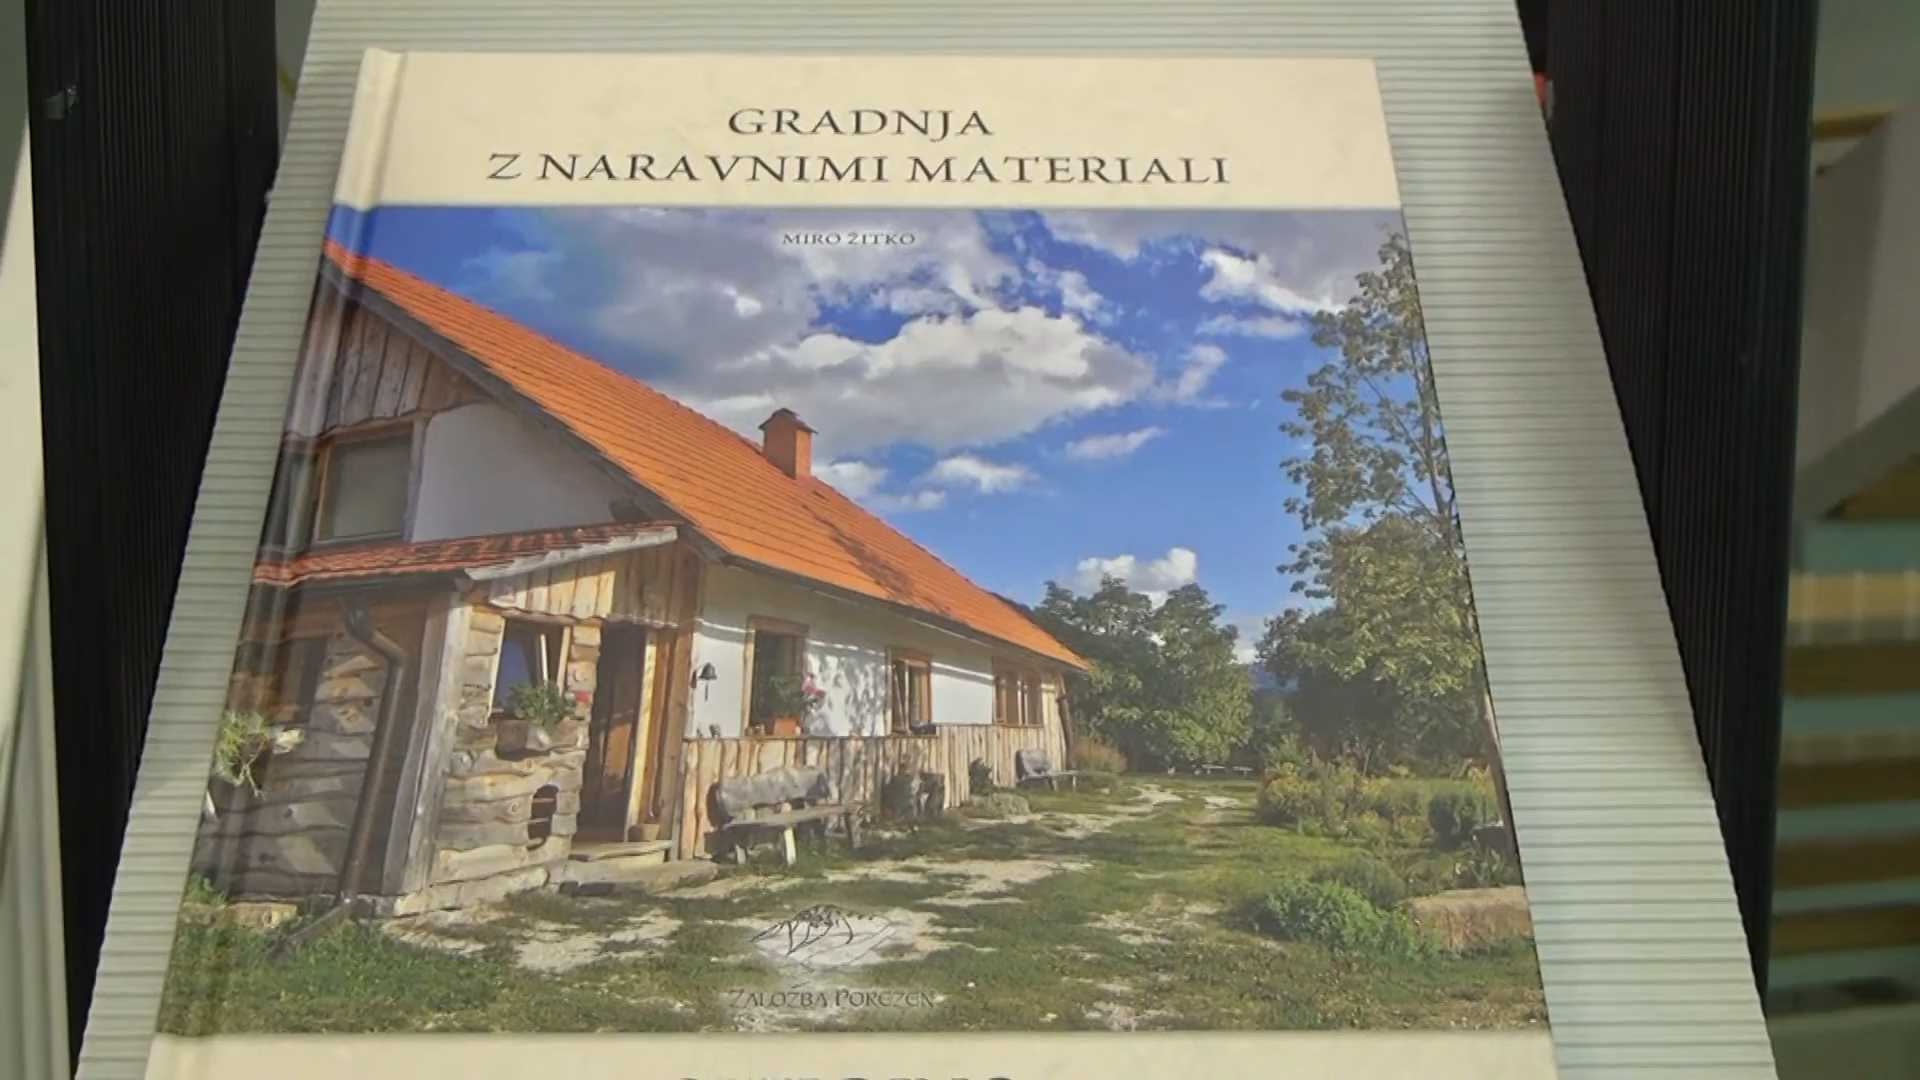 GRADNJA
Z NARAVNIMI MATERIALI
MIRO ŽITKO
ZALOŽBA POREZEN